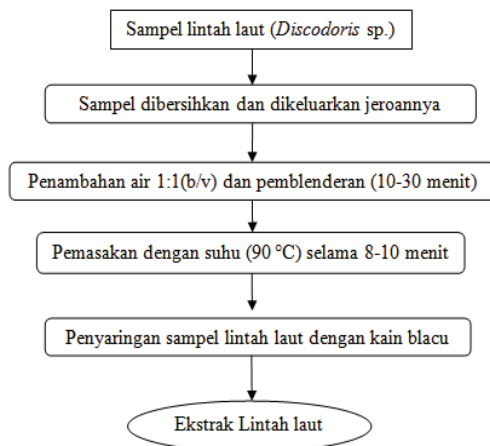 Sampel lintah laut (Discodoris sp.)
Sampel dibersihkan dan dikeluarkan jeroannya
Penambahan air 1:1(b/v) dan pemblenderan (10-30 menit)
Pemasakan dengan suhu (90 °C) selama 8-10 menit
Penyaringan sampel lintah laut dengan kain blacu
Ekstrak Lintah laut